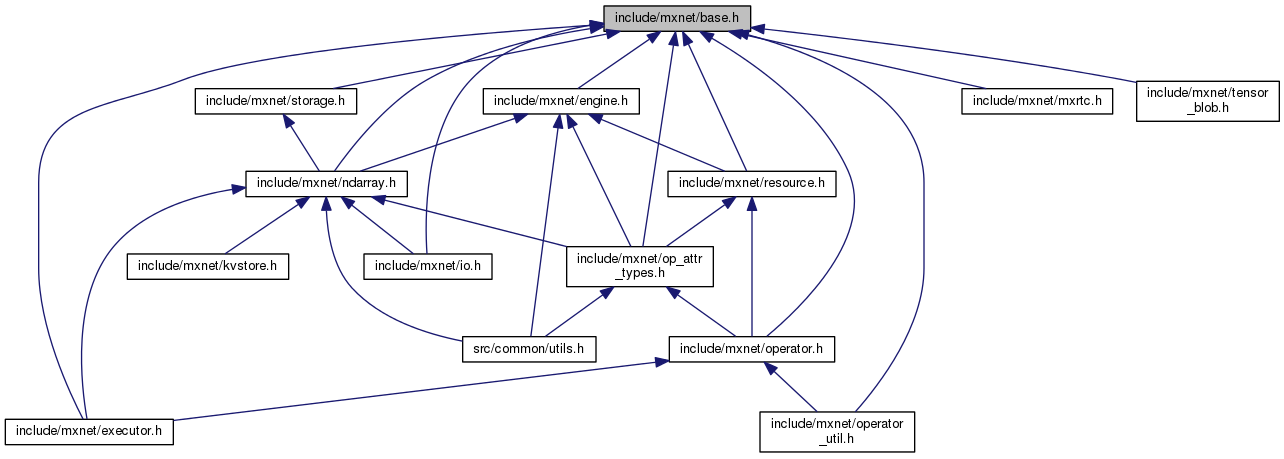 include/mxnet/base.h
include/mxnet/storage.h
include/mxnet/engine.h
include/mxnet/mxrtc.h
include/mxnet/tensor
_blob.h
include/mxnet/ndarray.h
include/mxnet/resource.h
include/mxnet/kvstore.h
include/mxnet/io.h
include/mxnet/op_attr
_types.h
src/common/utils.h
include/mxnet/operator.h
include/mxnet/executor.h
include/mxnet/operator
_util.h